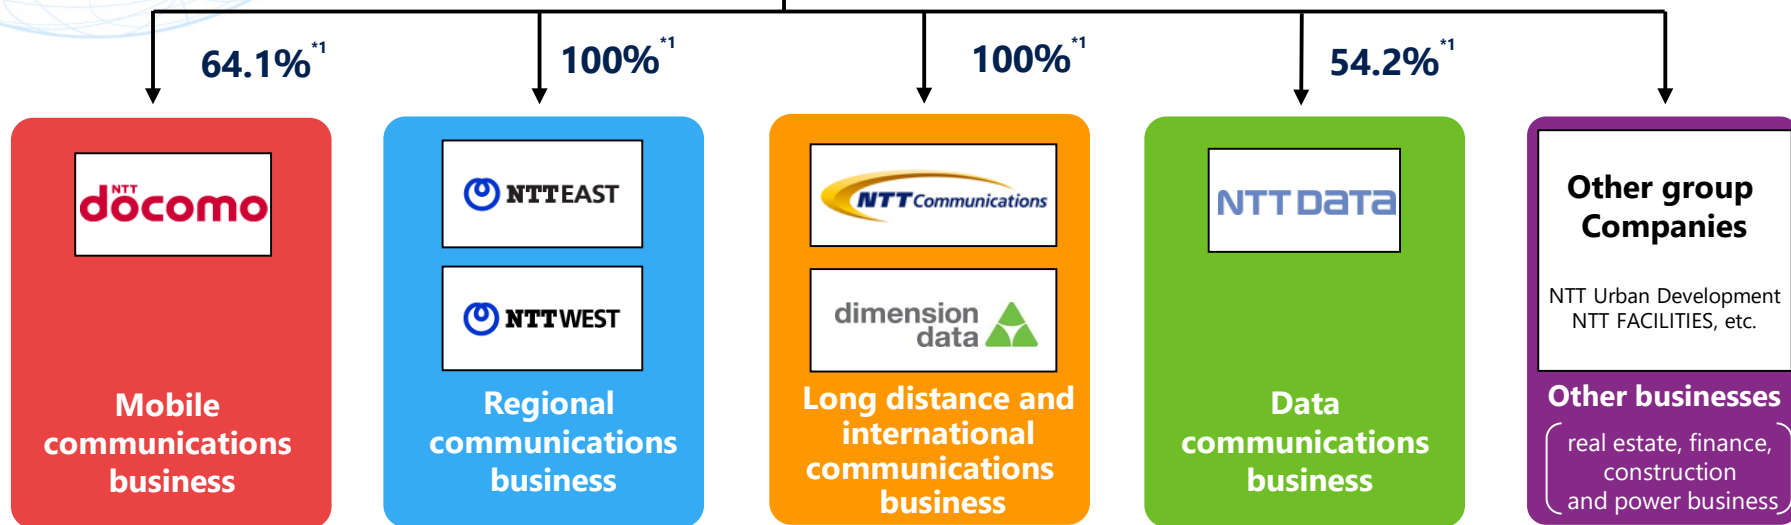 64.1%*1
100%*1
100%*1
54.2%*1
NTT
döcomo
Mobile
communications
business
NTT EAST
NTT WEST
Regional
communications
business
NTT Communications
dimension
data
Long distance and
international
communications
business
NTT DATA
Data
communications
business
Other group
Companies
NTT Urban Development
NTT FACILITIES, etc.
Other businesses
real estate, finance,
construction
and power business